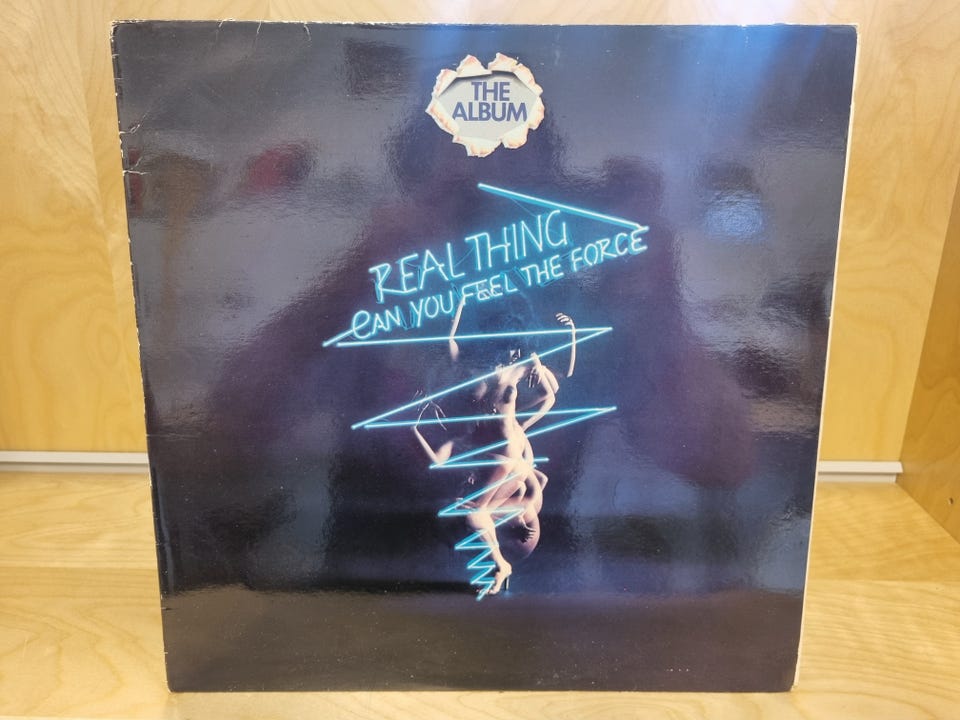 THE
ALBUM
REAL THING
CAN YOU FEEL THE FORCE